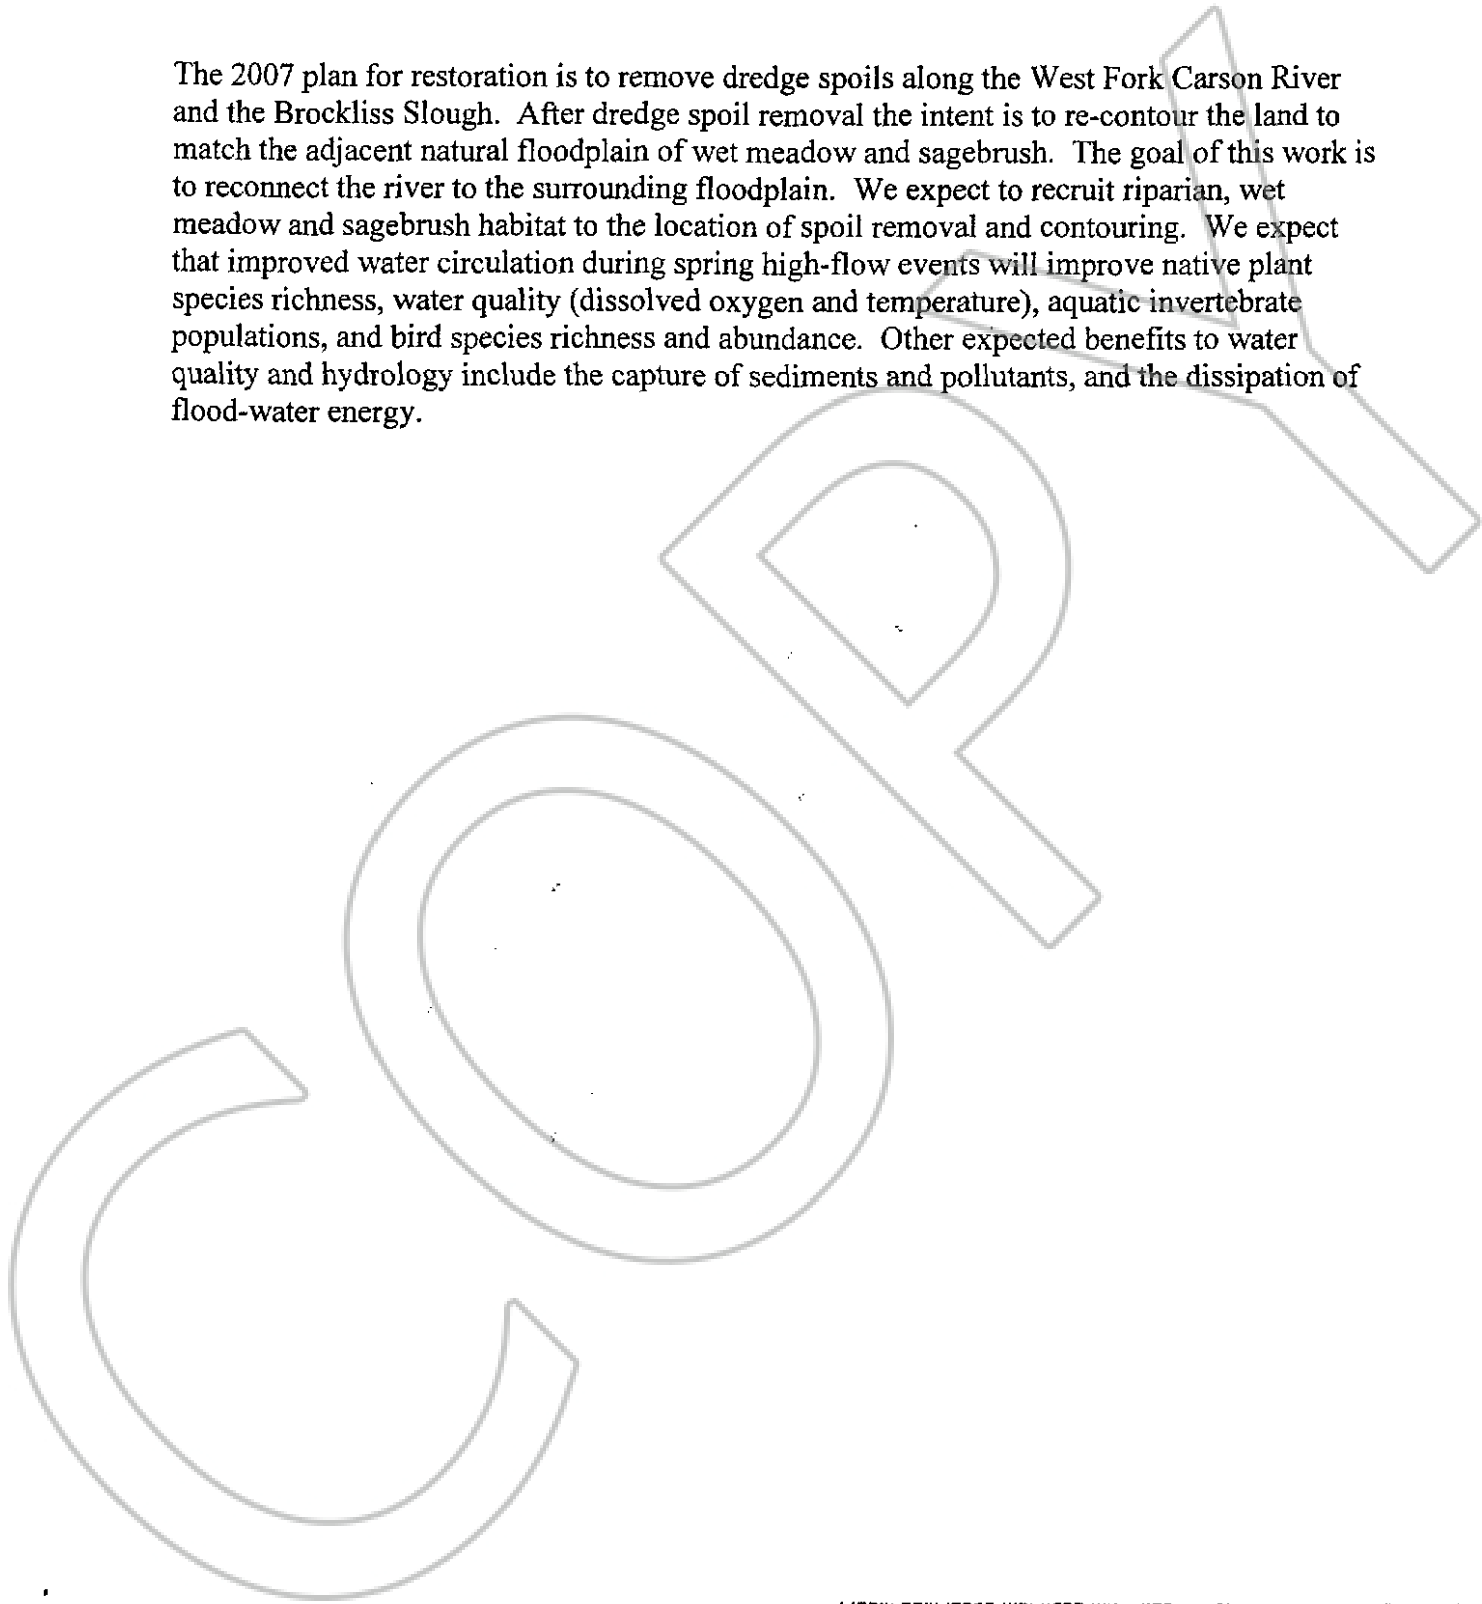 The 2007 plan for restoration is to remove dredge spoils along the West Fork Carson River
and the Brockliss Slough.  After dredge spoil removal the intent is to re-contour the land to
match the adjacent natural floodplain of wet meadow and sagebrush.  The goal of this work is
to reconnect the river to the surrounding floodplain.  We expect to recruit riparian, wet
meadow and sagebrush habitat to the location of spoil removal and contouring.  We expect
that improved water circulation during spring high-flow events will improve native plant
species richness, water quality (dissolved oxygen and temperature), aquatic invertebrate
populations, and bird species richness and abundance.  Other expected benefits to water
quality and hydrology include the capture of sediments and pollutants, and the dissipation of
flood-water energy.
COPY